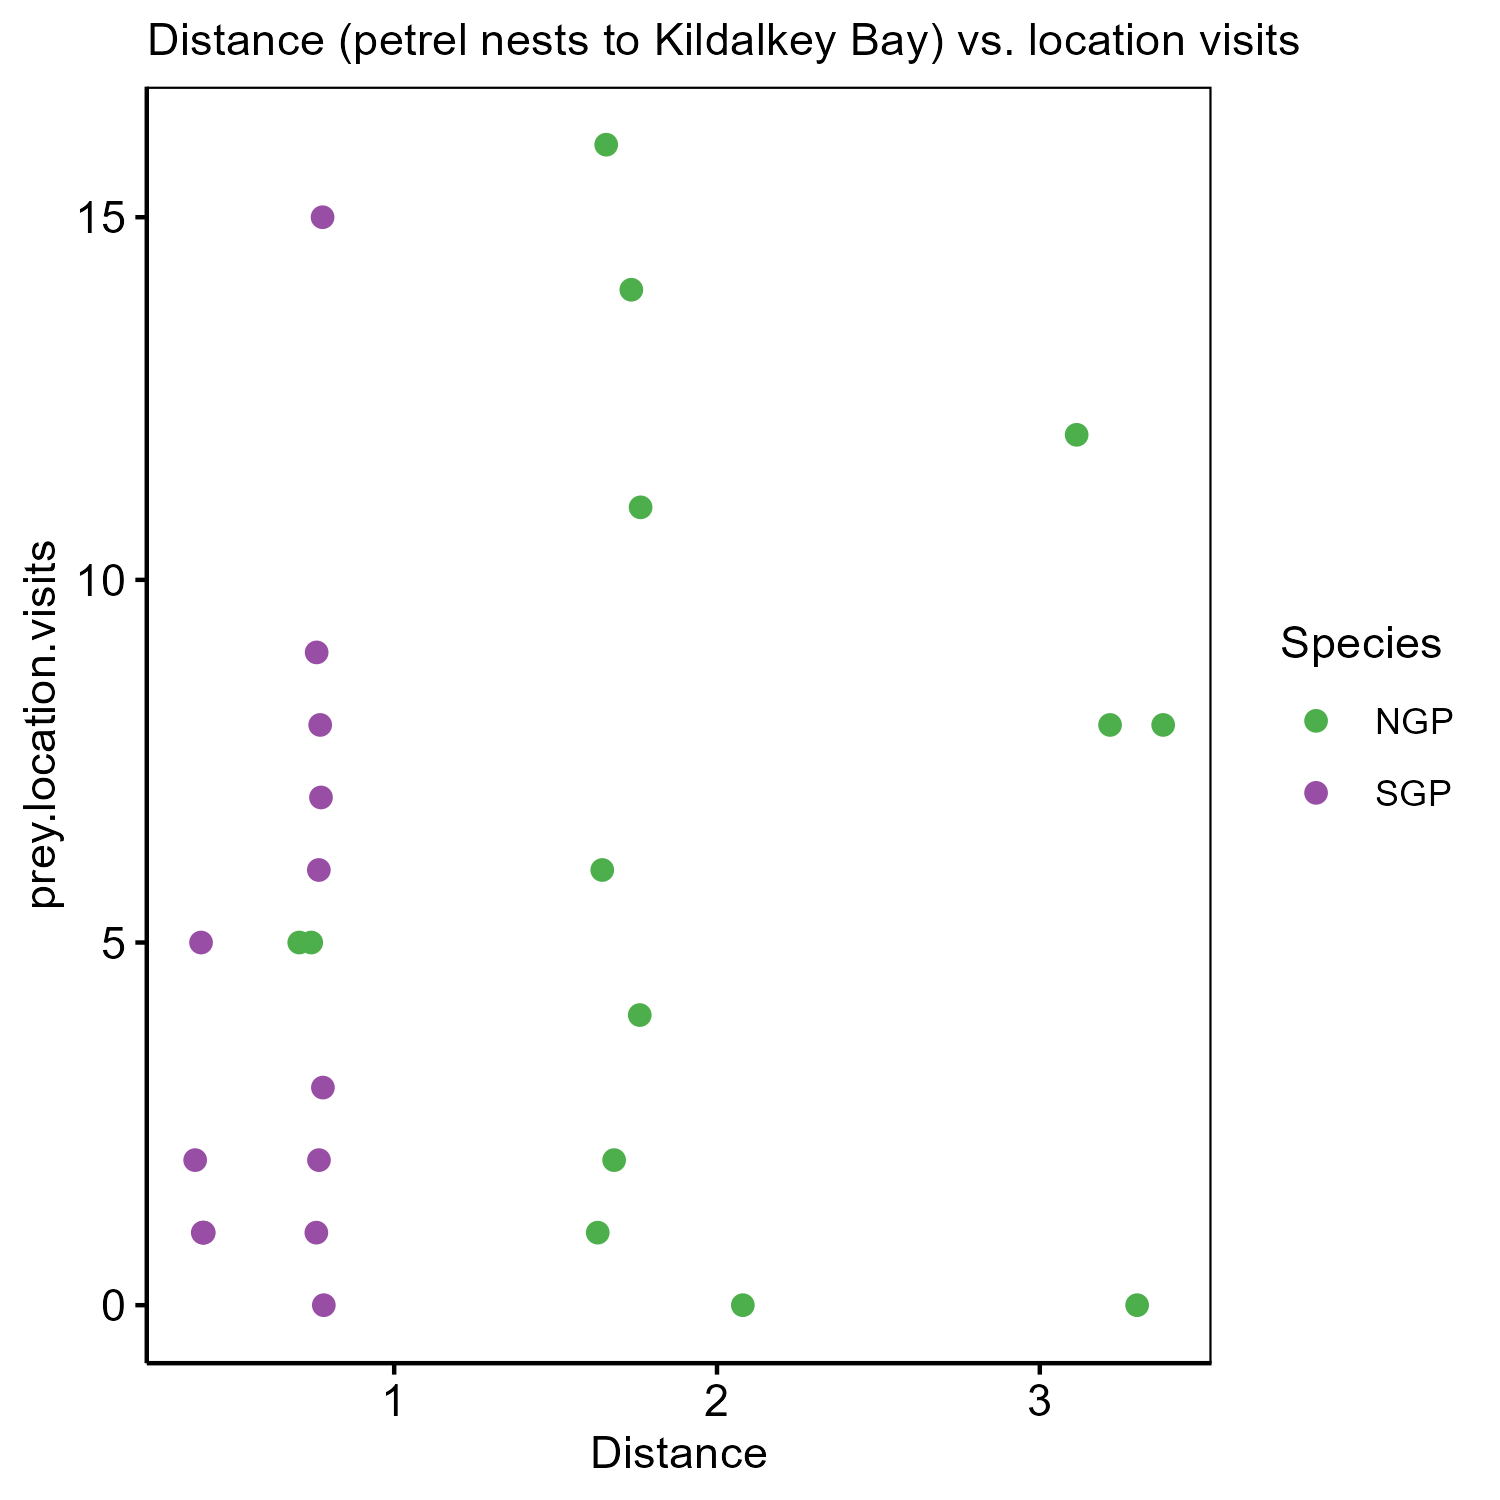 Distance (petrel nests to Kildalkey Bay) vs. location visits
15
10
5
0
prey.location.visits
1
2
3
Distance
Species
NGP
SGP